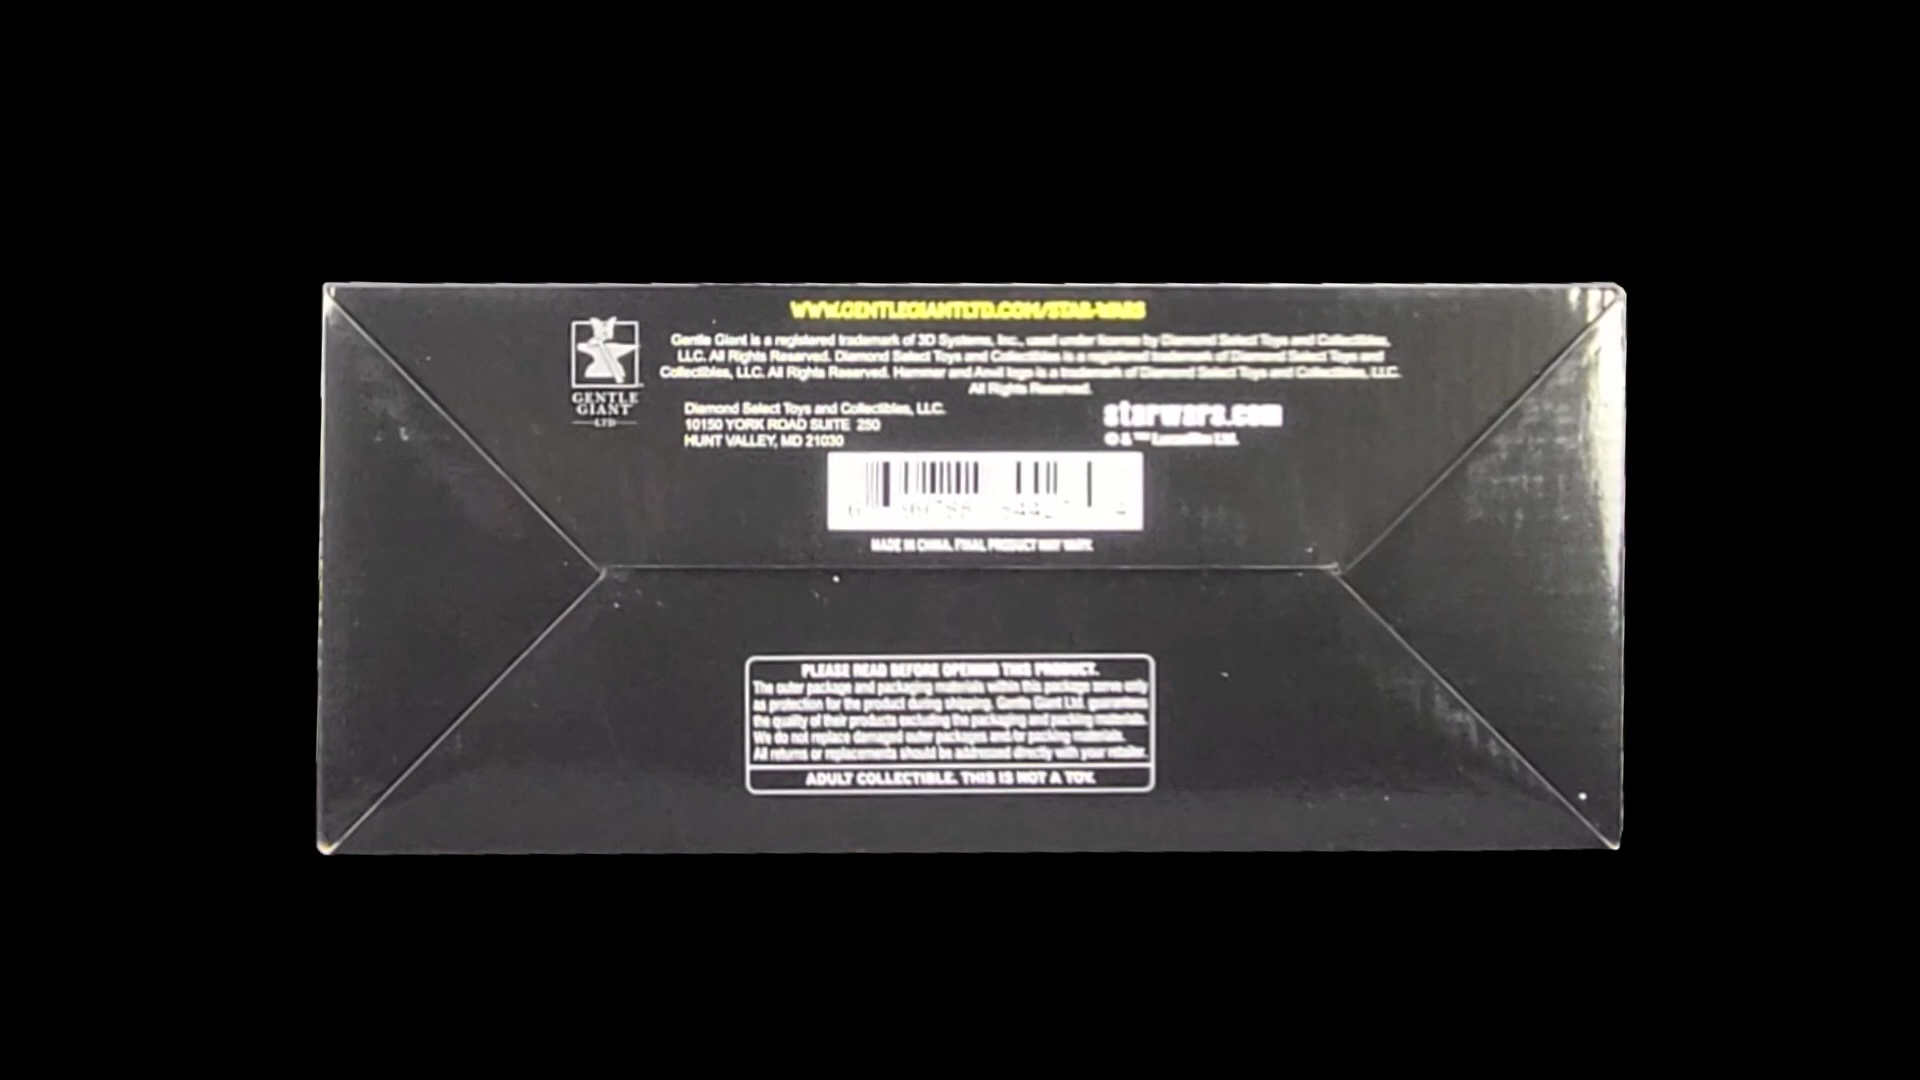 WWW.GENTLEGIANTLTD.COM/STAR-WARS
Gentle Giant is a registered trademark of 3D Systems, Inc., used under license by Diamond Select Toys and Collectibles,
LLC. All Rights Reserved. Diamond Select Toys and Collectibles is a registered trademark of Diamond Select Toys and
Collectibles, LLC. All Rights Reserved. Hammer and Anvil logo is a trademark of Diamond Select Toys and Collectibles, LLC.
All Rights Reserved.
GENTLE
GIANT
LTD
Diamond Select Toys and Collectibles, LLC.
10150 YORK ROAD SUITE 250
HUNT VALLEY, MD 21030
starwars.com
© & ™ Lucasfilm Ltd.
MADE IN CHINA. FINAL PRODUCT MAY VARY.
PLEASE READ BEFORE OPENING THIS PRODUCT.
The outer package and packaging materials within this package serve only
as protection for the product during shipping. Gentle Giant Ltd. guarantees
the quality of their products excluding the packaging and packing materials.
We do not replace damaged outer packages and/or packing materials.
All returns or replacements should be addressed directly with your retailer.
ADULT COLLECTIBLE. THIS IS NOT A TOY.